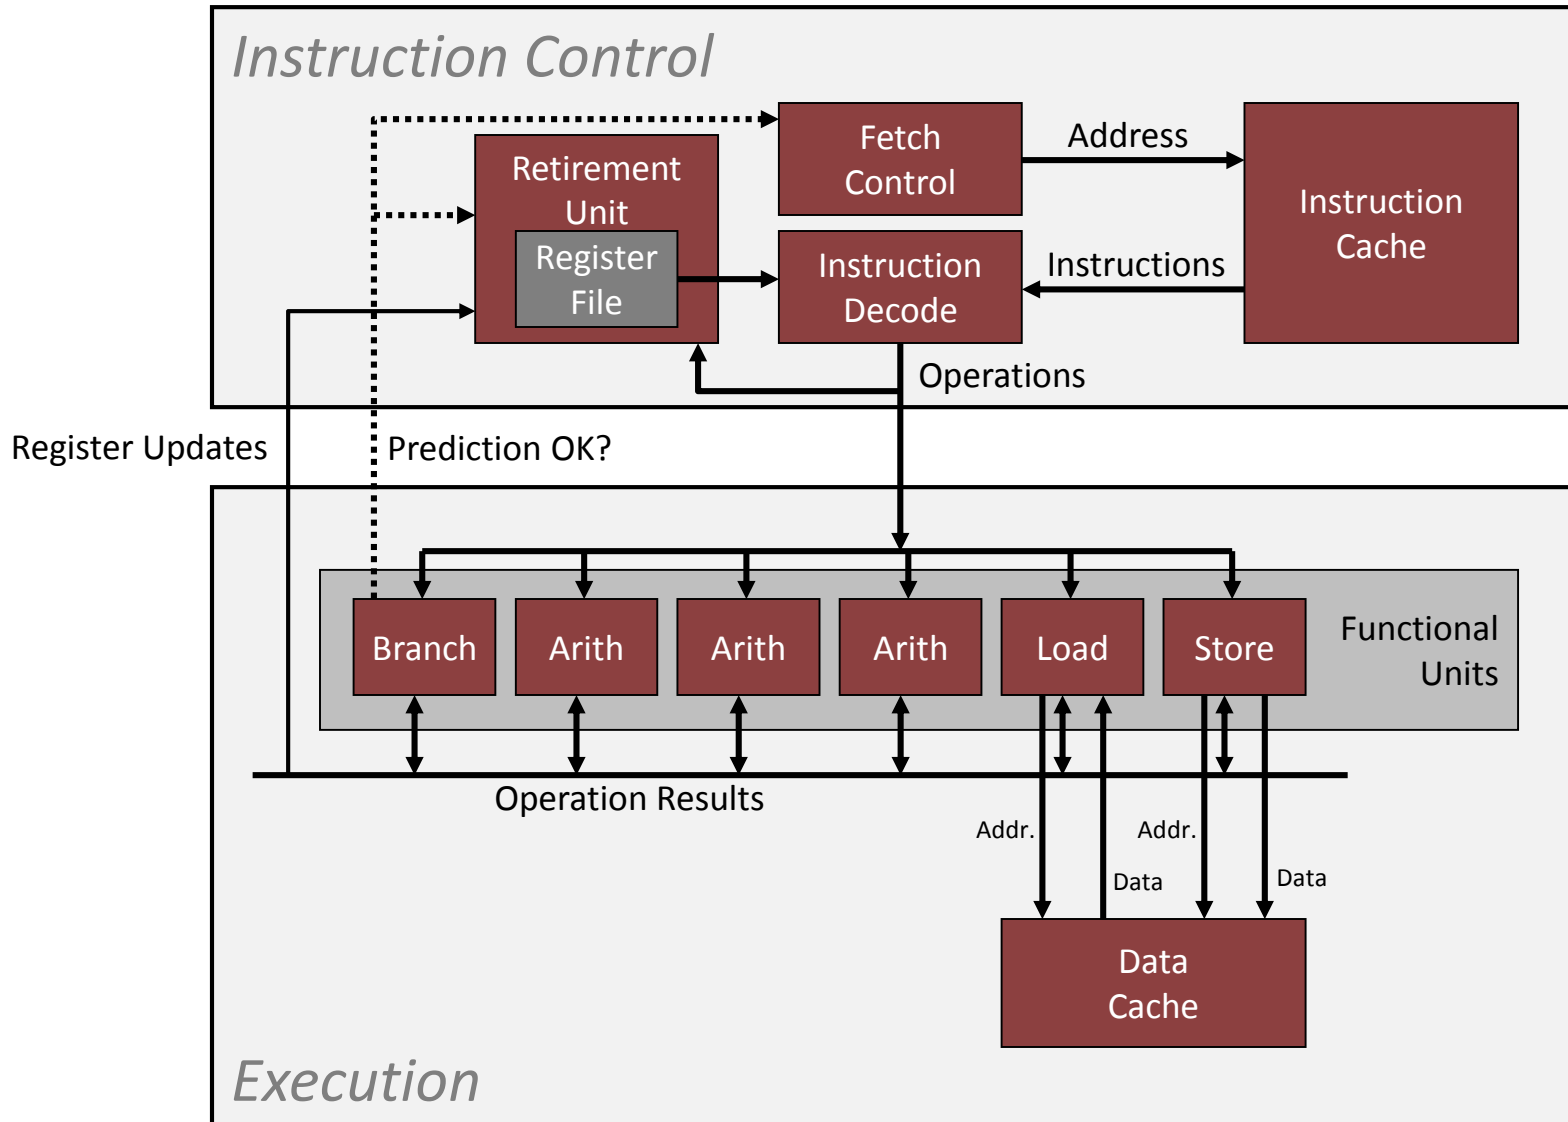 Instruction Control
Fetch
Control
Address
Instruction
Cache
Retirement
Unit
Register
File
Instruction
Decode
Instructions
Operations
Register Updates
Prediction OK?
Branch
Arith
Arith
Arith
Load
Store
Functional
Units
Operation Results
Addr.
Data
Addr.
Data
Data
Cache
Execution